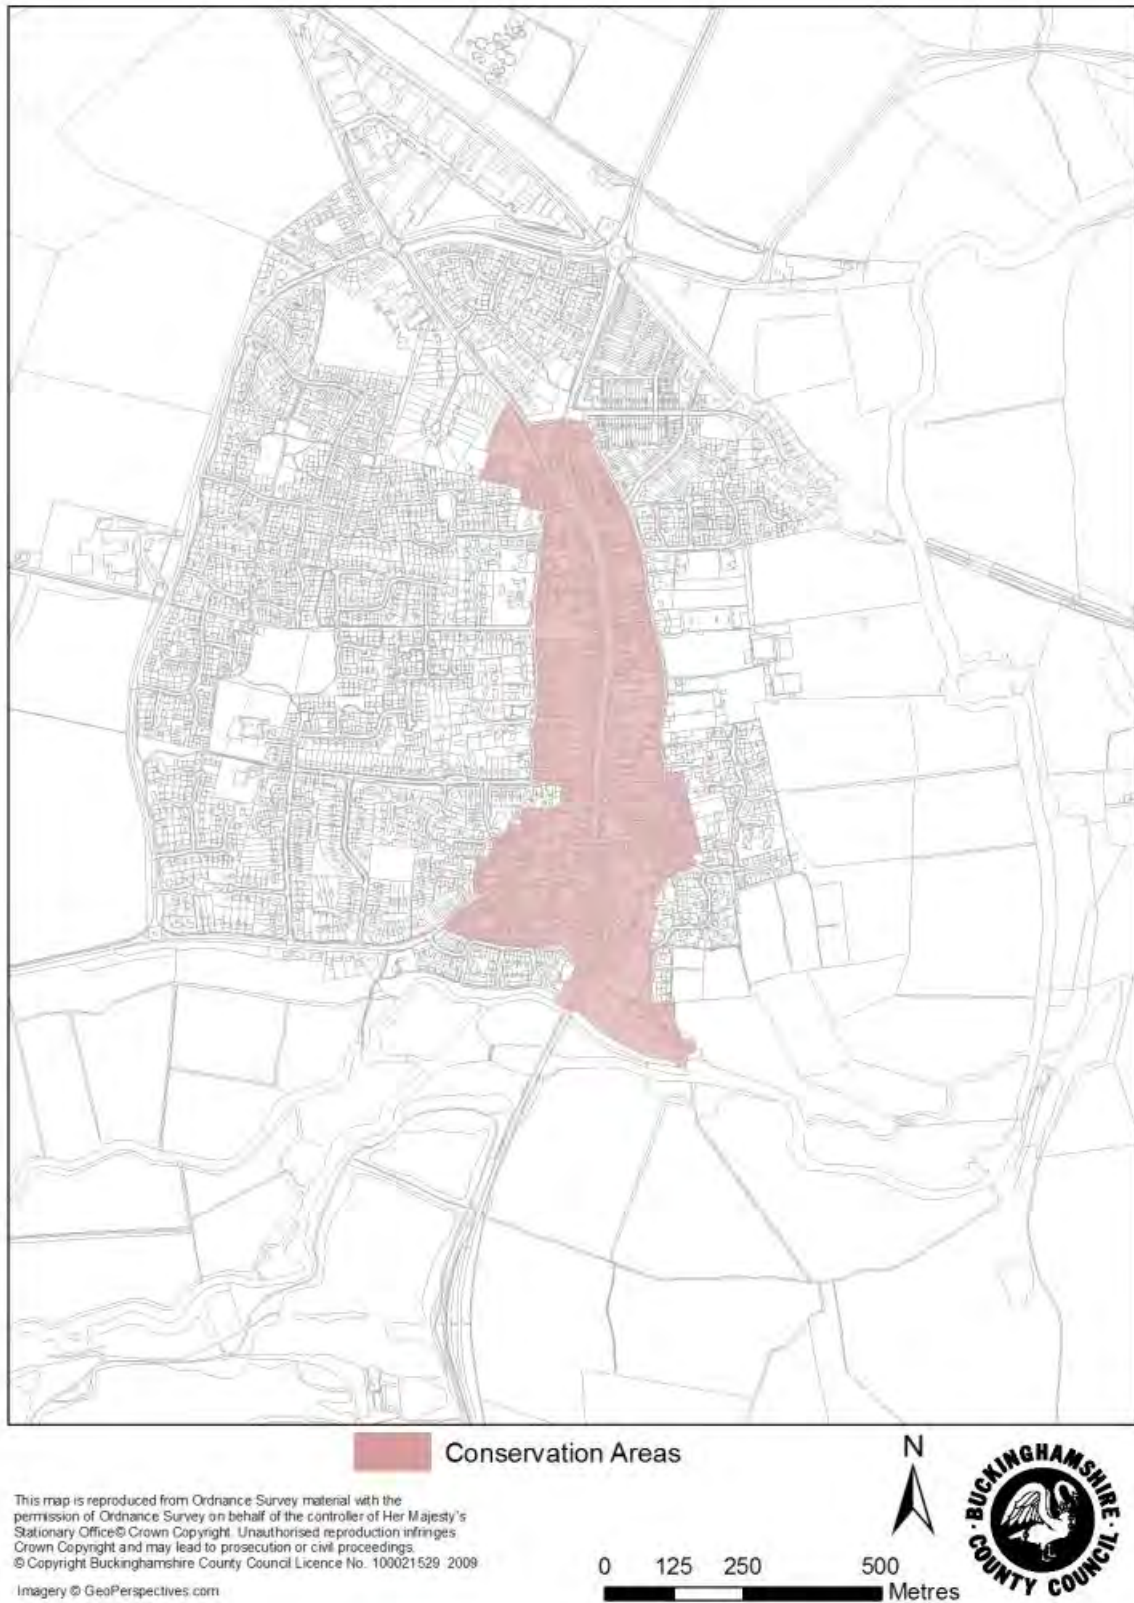 Conservation Areas
This map is reproduced from Ordnance Survey material with the
permission of Ordnance Survey on behalf of the controller of Her Majesty's
Stationary Office© Crown Copyright. Unauthorised reproduction infringes
Crown Copyright and may lead to prosecution or civil proceedings.
© Copyright Buckinghamshire County Council Licence No. 100021529 2009
Imagery © GeoPerspectives.com
N
0 125 250 500
Metres
BUCKINGHAMSHIRE
COUNTY COUNCIL